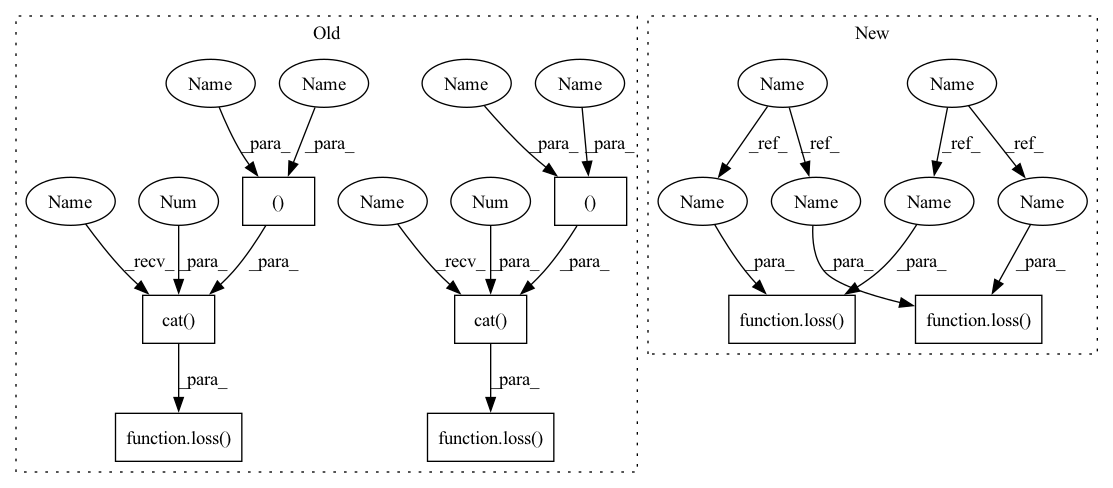 Old
New
Name
Name
Name
Name
Name
Name
_para_
_para_
_para_
_para_
_ref_
_ref_
_ref_
_ref_
Name
Num
()
Name
Num
()
Name
Name
Name
Name
_recv_
_para_
_para_
_recv_
_para_
_para_
_para_
_para_
_para_
_para_
cat()
cat()
function.loss()
function.loss()
_para_
_para_
function.loss()
function.loss()